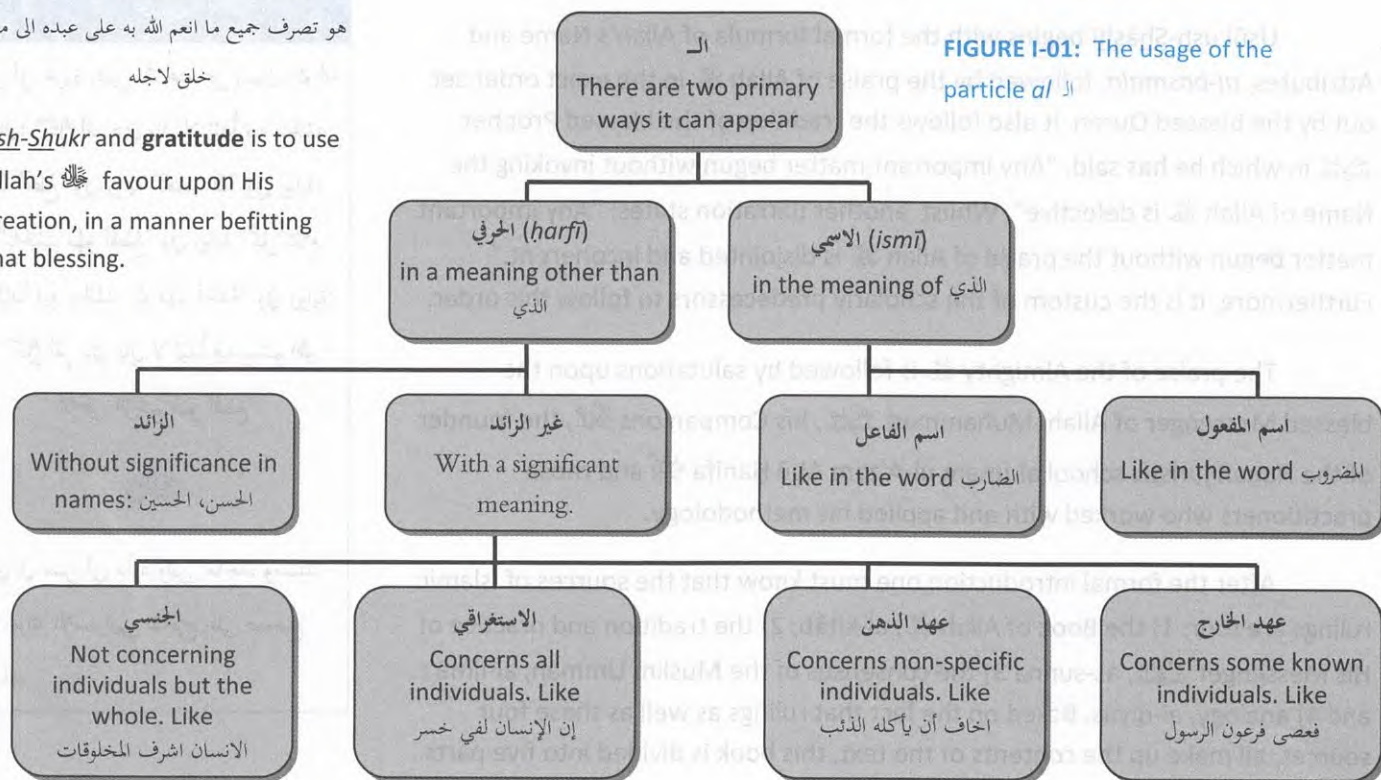 هو تصرف جميع ما انعم الله به على عبده الى
خلق لاجله
sh-Shukr and gratitude is to use
llah's ﷻ favour upon His
reation, in a manner befitting
hat blessing.
FIGURE I-01: The usage of the
particle al الـ
الـ
There are two primary
ways it can appear
الحرفي (harfī)
in a meaning other than
الذي
الاسمي (ismī)
in the meaning of
الذي
الزائد
Without significance in
names: الحسن، الحسين
غير الزائد
With a significant
meaning.
اسم الفاعل
Like in the word الضارب
اسم المفعول
Like in the word المضروب
الجنسي
Not concerning
individuals but the
whole. Like
الانسان اشرف المخلوقات
الاستغراقي
Concerns all
individuals. Like
إن الإنسان لفي خسر
عهد الذهن
Concerns non-specific
individuals. Like
اخاف أن يأكله الذئب
عهد الخارج
Concerns some known
individuals. Like
فعصى فرعون الرسول